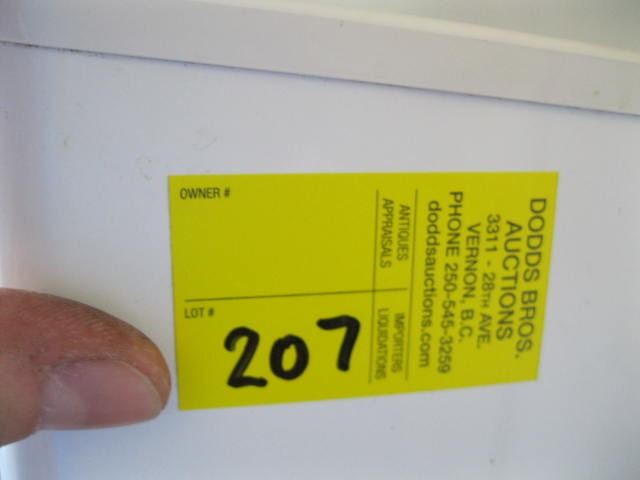 DODDS BROS.
AUCTIONS
3311 - 28TH AVE.
VERNON, B.C.
PHONE 250-545-3259
doddsauctions.com
ANTIQUES
APPRAISALS
IMPORTERS
LIQUIDATIONS
OWNER #
LOT #
207